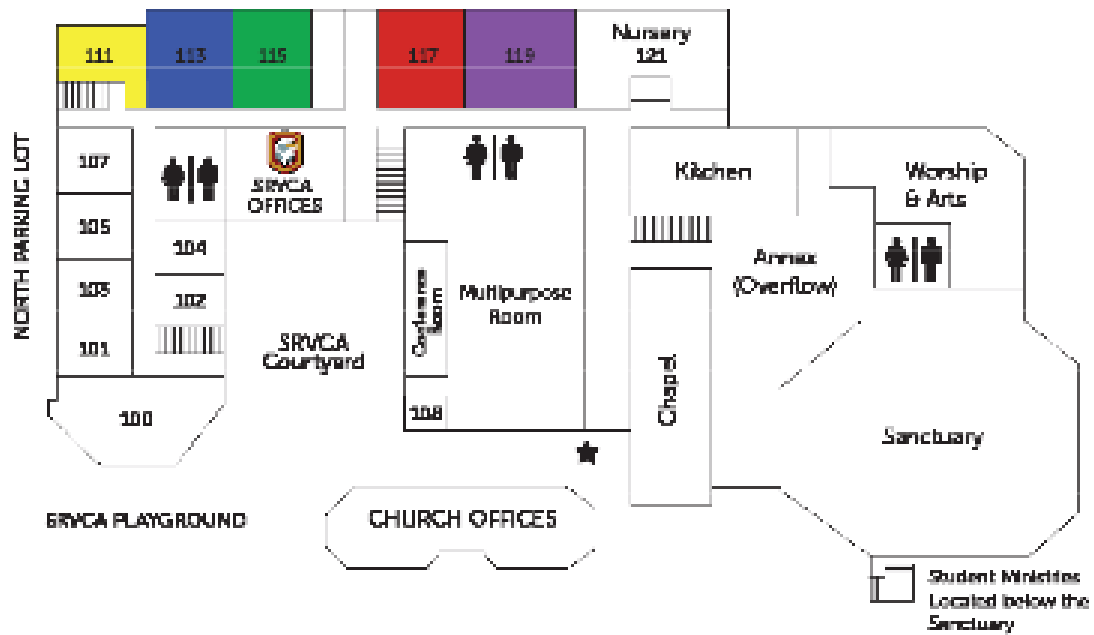 111
113
115
117
119
Nursery
121
NORTH PARKING LOT
107
105
103
101
100
104
102
SRVCA
OFFICES
SRVCA
Courtyard
Conference
Room
108
Multipurpose
Room
Kitchen
Annex
(Overflow)
Chapel
Worship
& Arts
Sanctuary
SRVCA PLAYGROUND
CHURCH OFFICES
Student Ministries
Located below the
Sanctuary